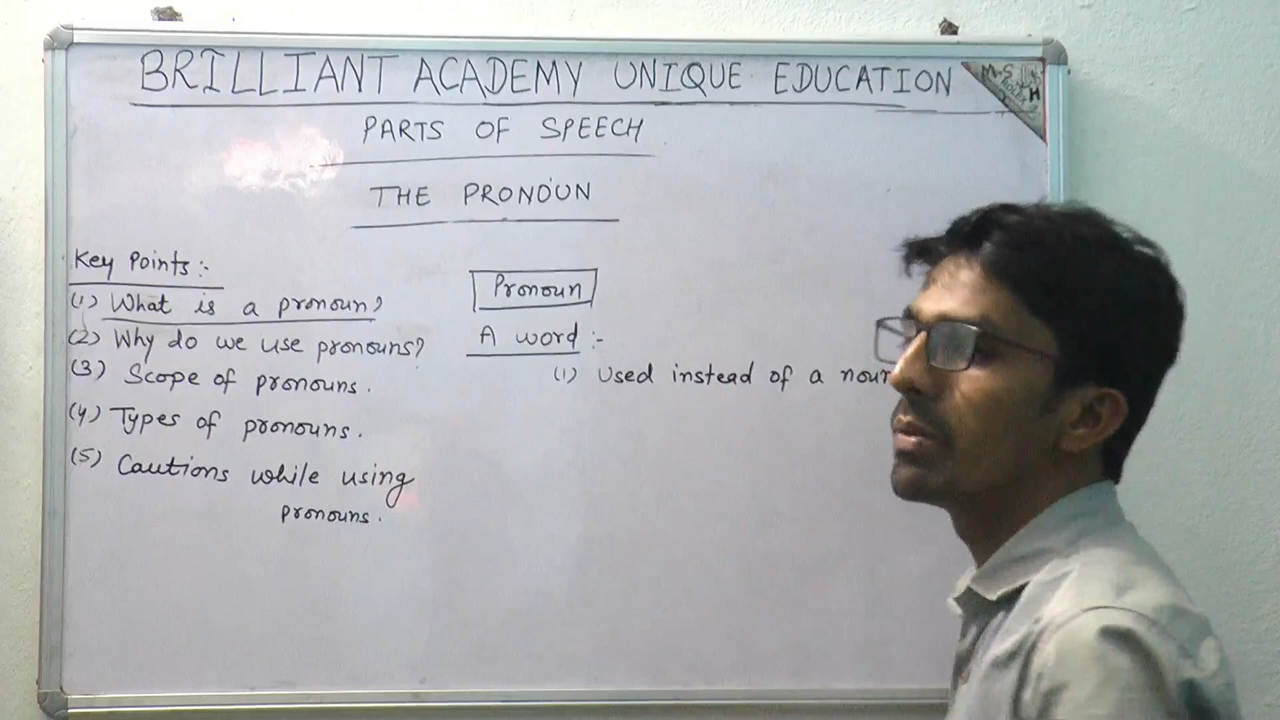 BRILLIANT ACADEMY UNIQUE EDUCATION
PARTS OF SPEECH
THE PRONOUN
Key Points :-
(1) What is a pronoun?
(2) Why do we use pronouns?
(3) Scope of pronouns.
(4) Types of pronouns.
(5) Cautions while using
pronouns.
Pronoun
A word :-
(1) Used instead of a noun
M-S
H